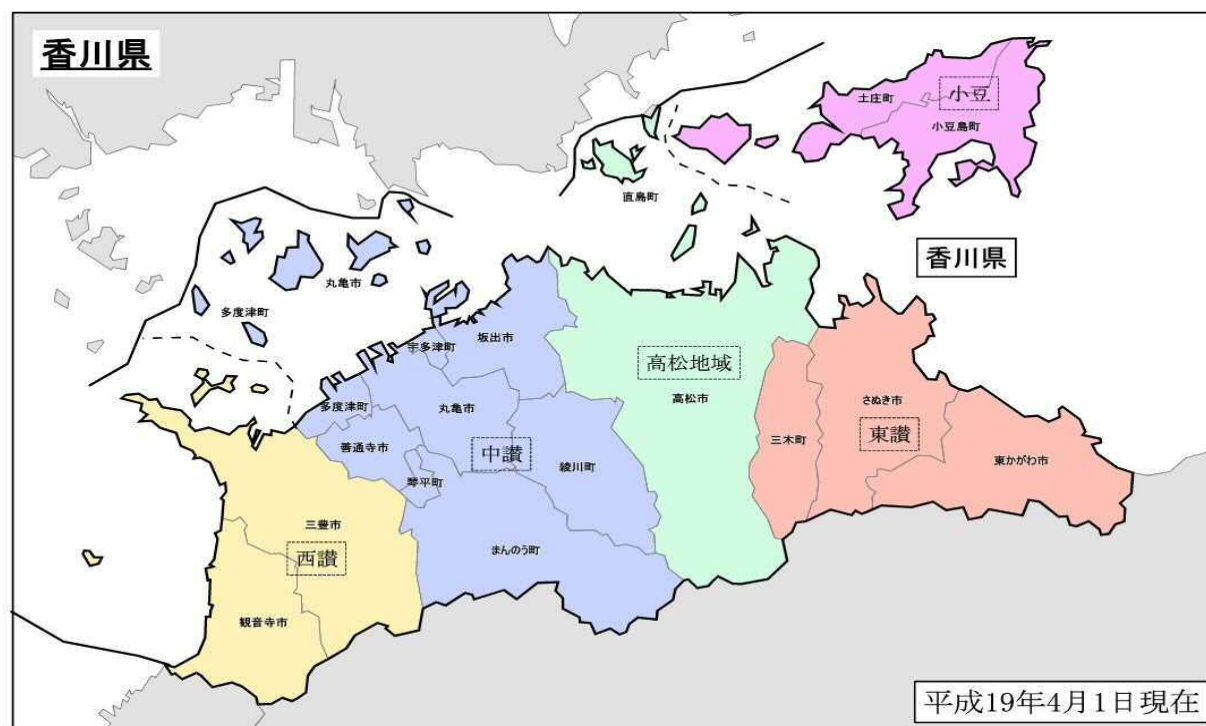 香川県
土庄町
小豆
小豆島町
直島町
香川県
丸亀市
多度津町
坂出市
宇多津町
高松地域
高松市
多度津町
丸亀市
さぬき市
三木町
東讃
善通寺市
中讃
綾川町
東かがわ市
琴平町
三豊市
まんのう町
西讃
観音寺市
平成19年4月1日現在